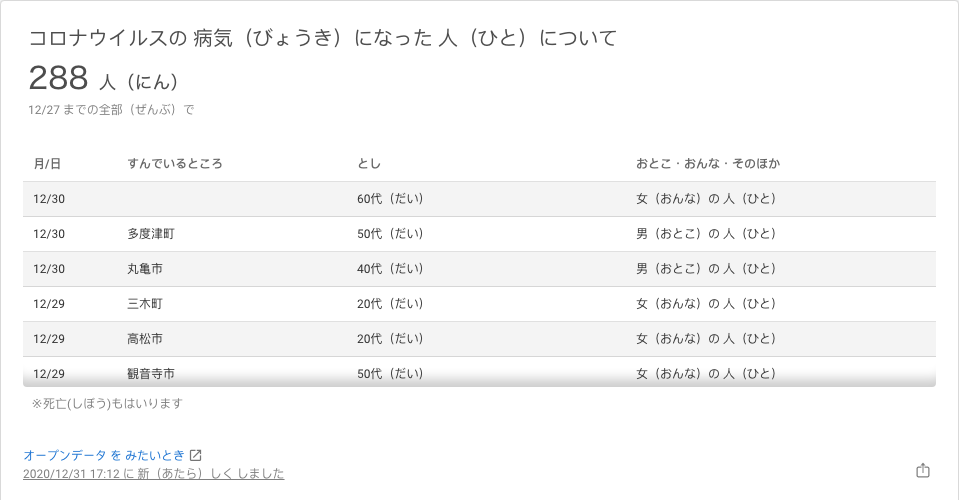 コロナウイルスの 病気（びょうき）になった 人（ひと）について
288 人（にん）
12/27 までの全部（ぜんぶ）で
月/日 すんでいるところ とし おとこ・おんな・そのほか
12/30 60代（だい） 女（おんな）の 人（ひと）
12/30 多度津町 50代（だい） 男（おとこ）の 人（ひと）
12/30 丸亀市 40代（だい） 男（おとこ）の 人（ひと）
12/29 三木町 20代（だい） 女（おんな）の 人（ひと）
12/29 高松市 20代（だい） 女（おんな）の 人（ひと）
12/29 観音寺市 50代（だい） 女（おんな）の 人（ひと）
※死亡(しぼう)もはいります
オープンデータ を みたいとき
2020/12/31 17:12 に 新（あたら）しく しました